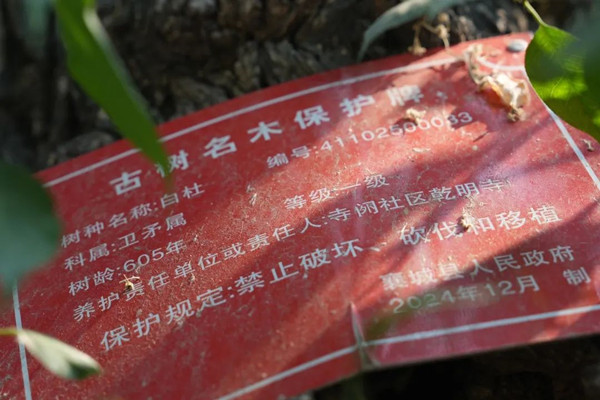 古树名木保护牌
编号:41102500033
树种名称:白杜
等级:一级
科属:卫矛属
树龄:605年
养护责任单位或责任人:寺闸社区乾明寺
保护规定:禁止破坏、砍伐和移植
襄城县人民政府
2024年12月 制